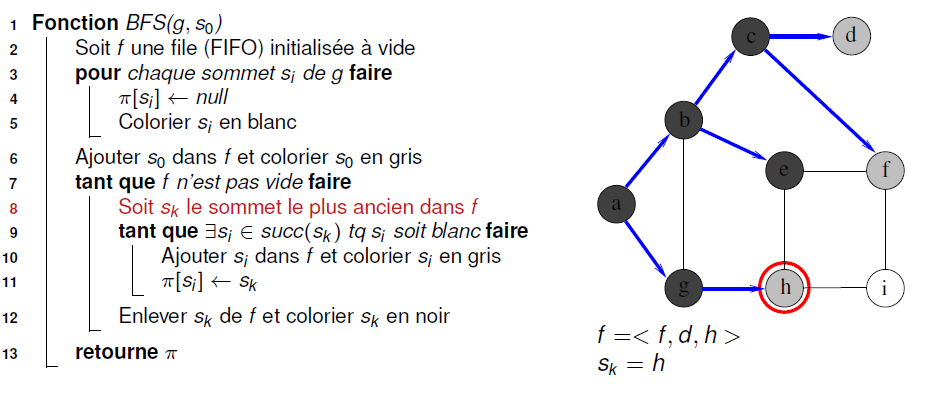 1 Fonction BFS(g, s₀)
2 Soit f une file (FIFO) initialisée à vide
3 pour chaque sommet sᵢ de g faire
4 π[sᵢ] ← null
5 Colorier sᵢ en blanc
6 Ajouter s₀ dans f et colorier s₀ en gris
7 tant que f n'est pas vide faire
8 Soit sₖ le sommet le plus ancien dans f
9 tant que ∃sᵢ ∈ succ(sₖ) tq sᵢ soit blanc faire
10 Ajouter sᵢ dans f et colorier sᵢ en gris
11 π[sᵢ] ← sₖ
12 Enlever sₖ de f et colorier sₖ en noir
13 retourne π
c d
b
e f
a
g h i
f =< f, d, h >
sₖ = h